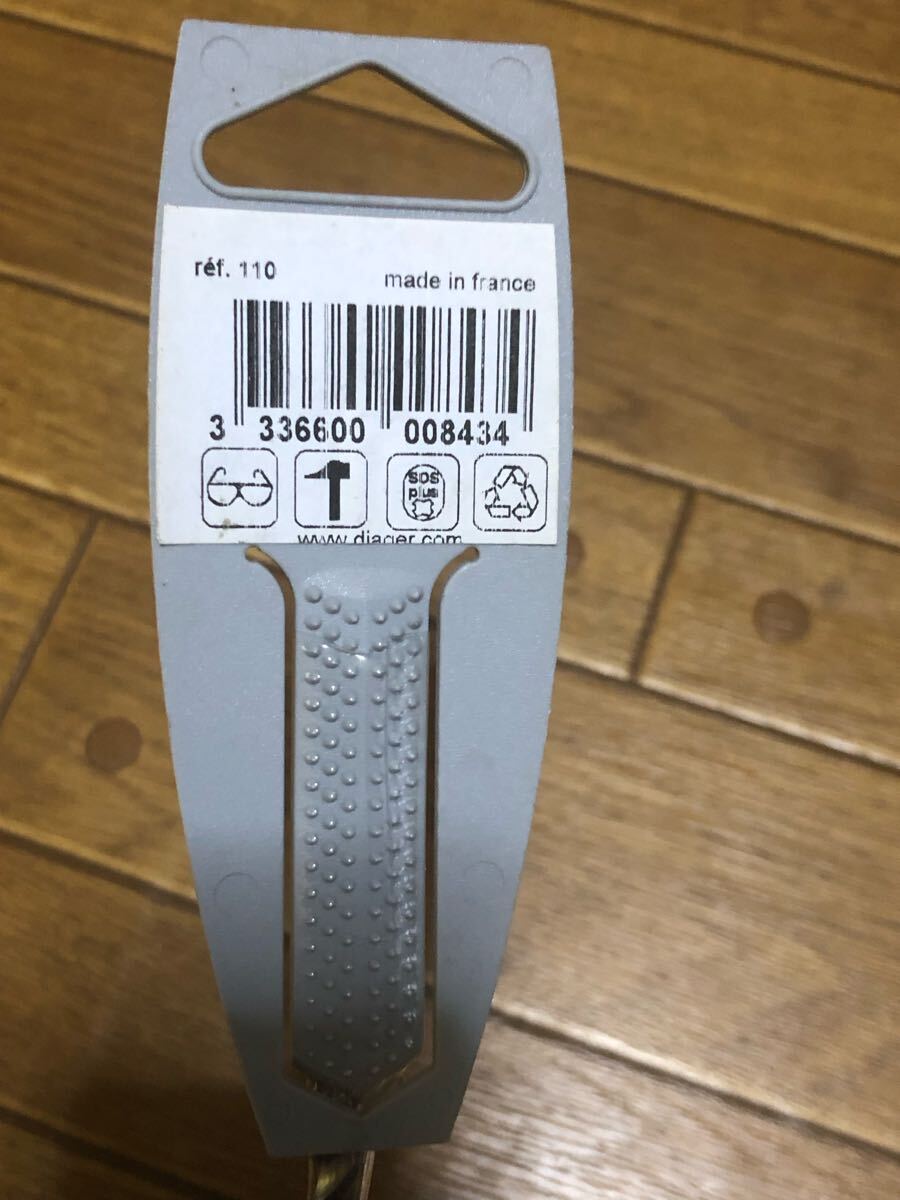 réf. 110
made in france
3 336600 008434
SDS
plus
www.diager.com